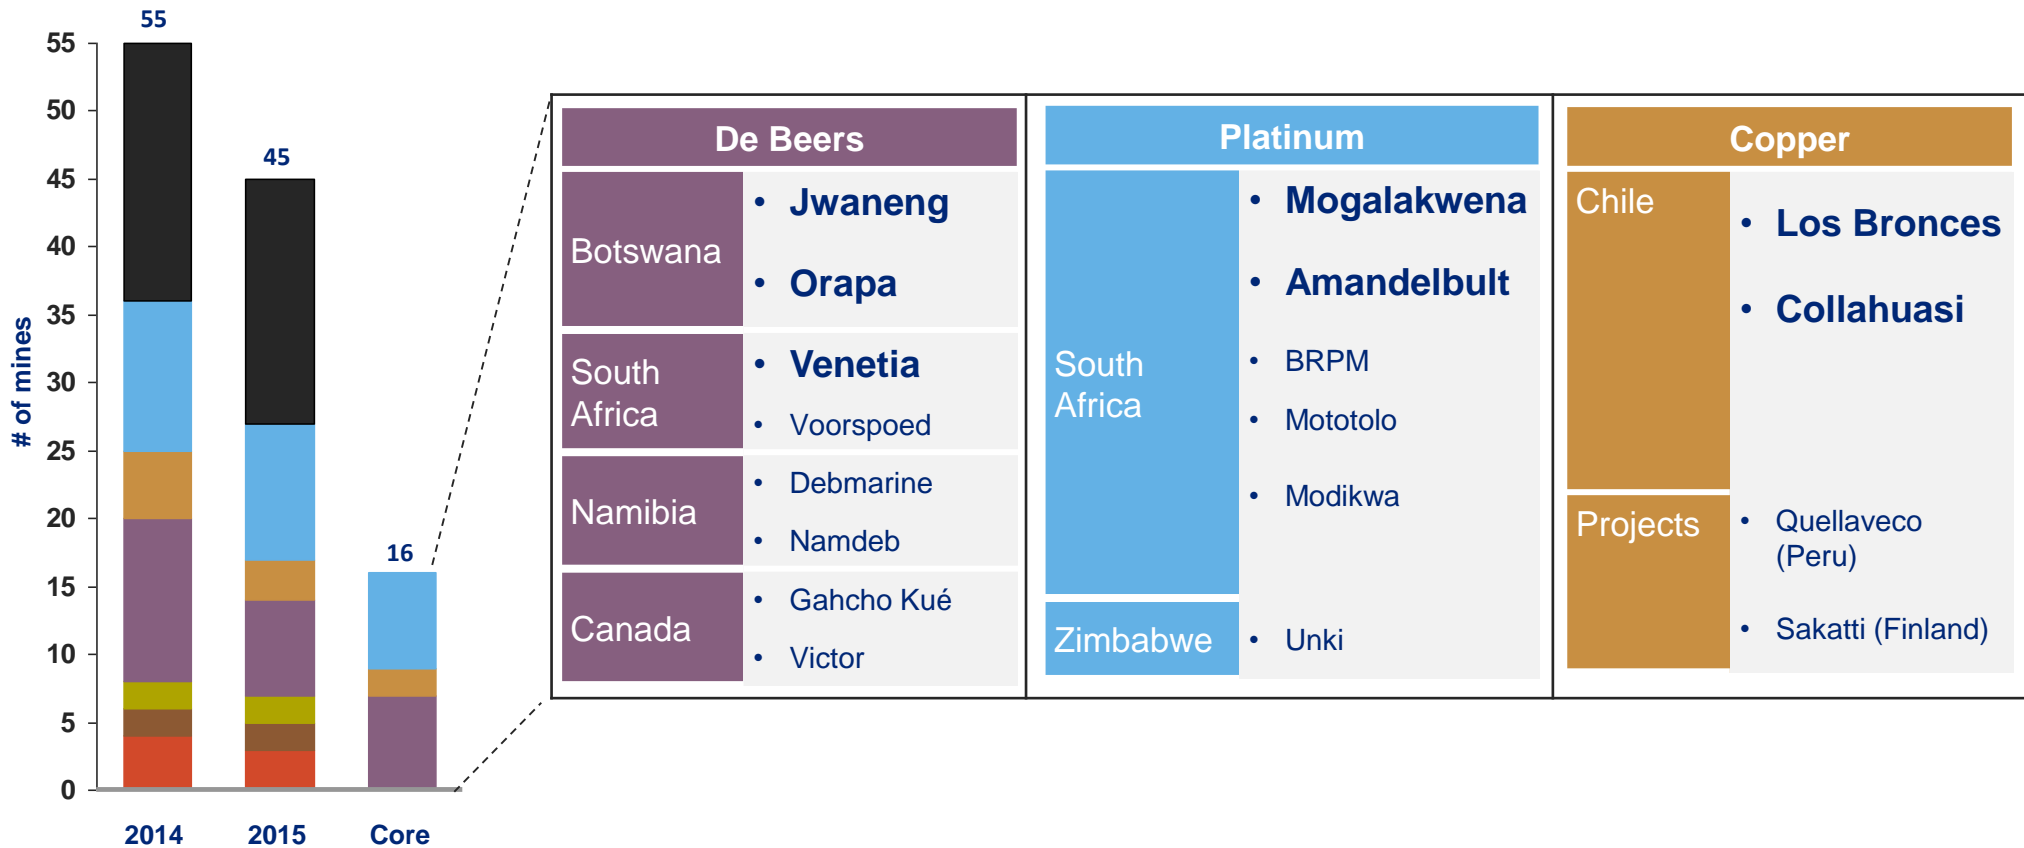 55
45
16
55
50
45
40
35
30
25
20
15
10
5
0
# of mines
2014
2015
Core
De Beers
Botswana
• Jwaneng
• Orapa
South
Africa
• Venetia
• Voorspoed
Namibia
• Debmarine
• Namdeb
Canada
• Gahcho Kué
• Victor
Platinum
South
Africa
• Mogalakwena
• Amandelbult
• BRPM
• Mototolo
• Modikwa
Zimbabwe
• Unki
Copper
Chile
• Los Bronces
• Collahuasi
Projects
• Quellaveco
(Peru)
• Sakatti (Finland)